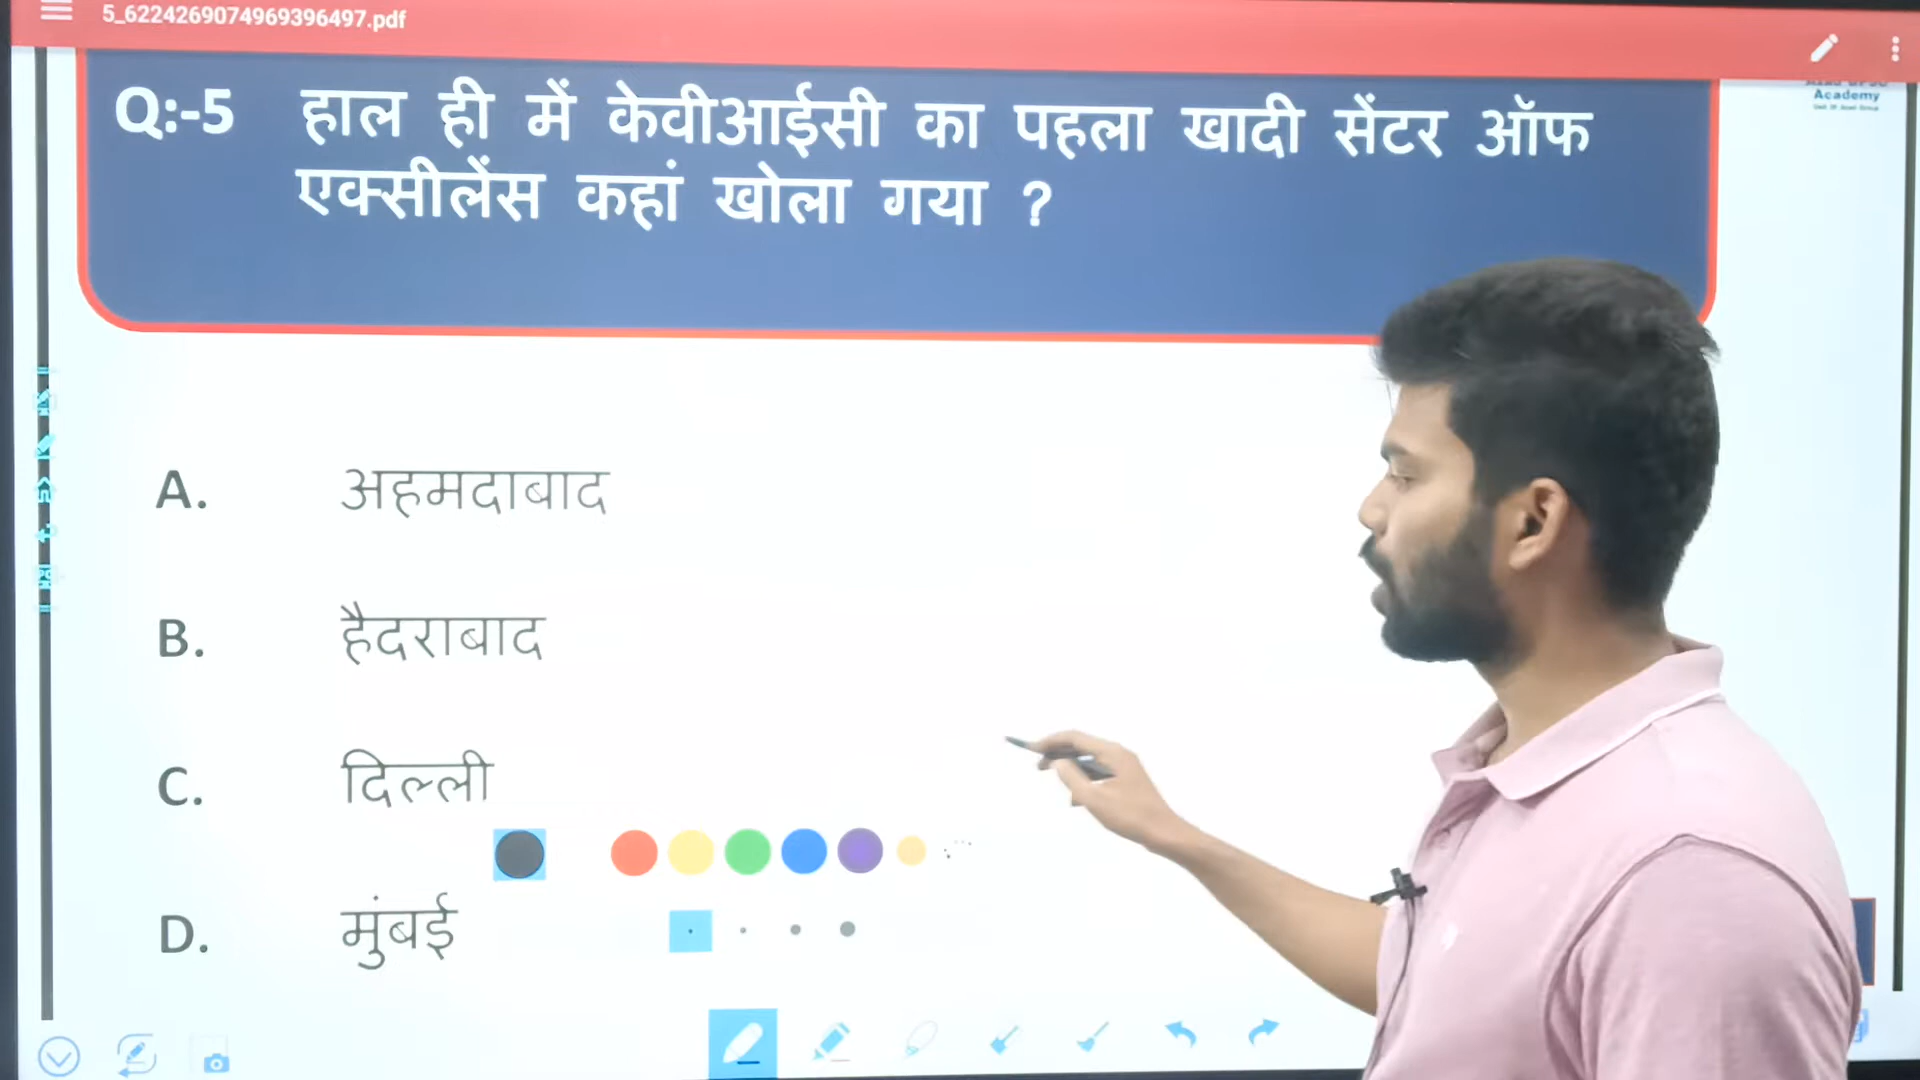 5_6224269074969396497.pdf
Academy
Q:-5 हाल ही में केवीआईसी का पहला खादी सेंटर ऑफ
एक्सीलेंस कहां खोला गया ?
A. अहमदाबाद
B. हैदराबाद
C. दिल्ली
D. मुंबई